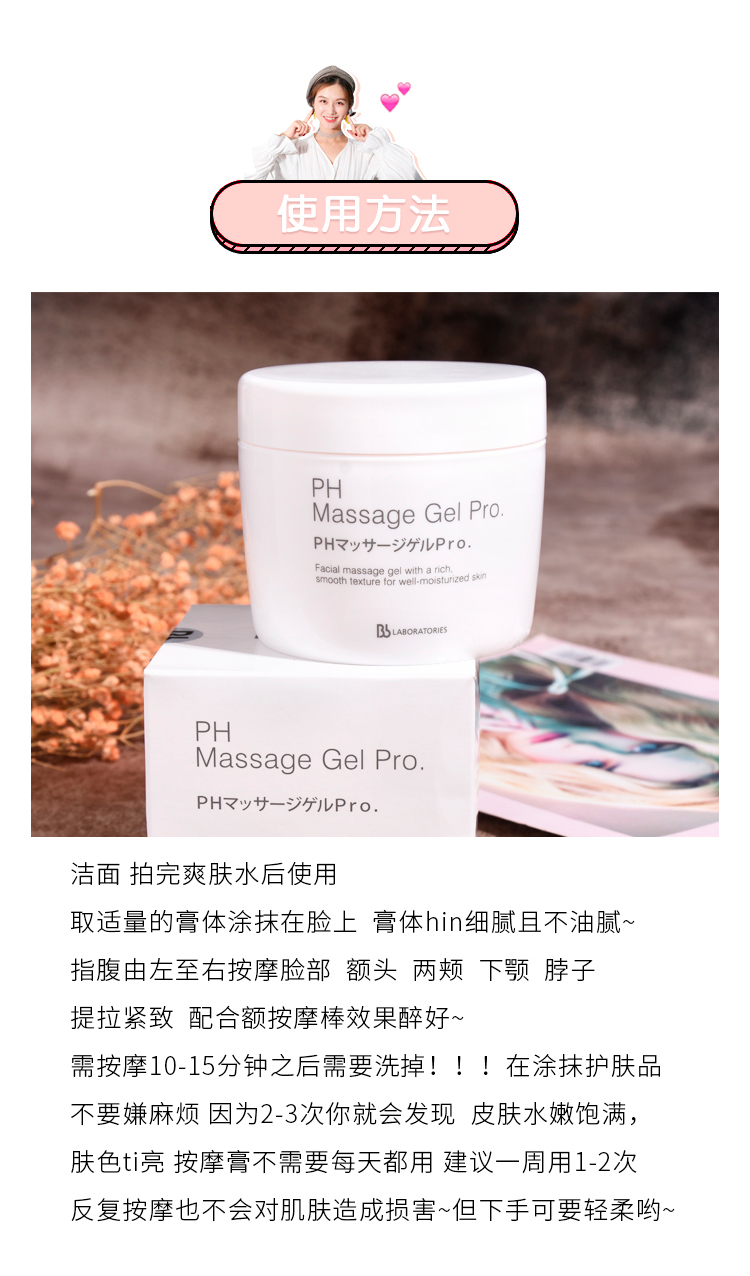 使用方法
PH
Massage Gel Pro.
PHマッサージゲルPro.
Facial massage gel with a rich,
smooth texture for well-moisturized skin
Bb LABORATORIES
PH
Massage Gel Pro.
PHマッサージゲルPro.
洁面 拍完爽肤水后使用
取适量的膏体涂抹在脸上 膏体hin细腻且不油腻~
指腹由左至右按摩脸部 额头 两颊 下颚 脖子
提拉紧致 配合额按摩棒效果醉好~
需按摩10-15分钟之后需要洗掉！！！在涂抹护肤品
不要嫌麻烦 因为2-3次你就会发现 皮肤水嫩饱满，
肤色ti亮 按摩膏不需要每天都用 建议一周用1-2次
反复按摩也不会对肌肤造成损害~但下手可要轻柔哟~